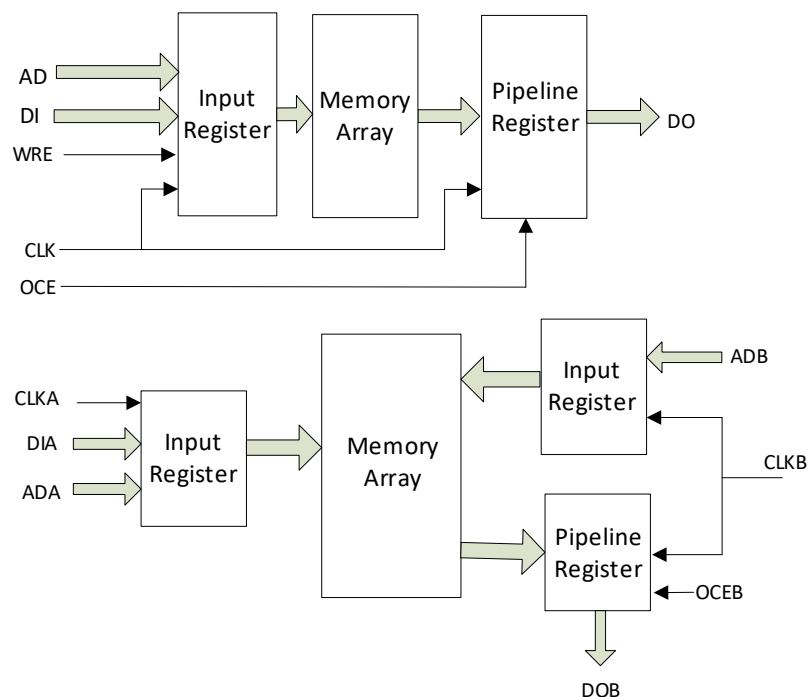 AD
DI
WRE
CLK
OCE
Input
Register
Memory
Array
Pipeline
Register
DO
CLKA
DIA
ADA
Input
Register
Memory
Array
Input
Register
ADB
CLKB
Pipeline
Register
OCEB
DOB